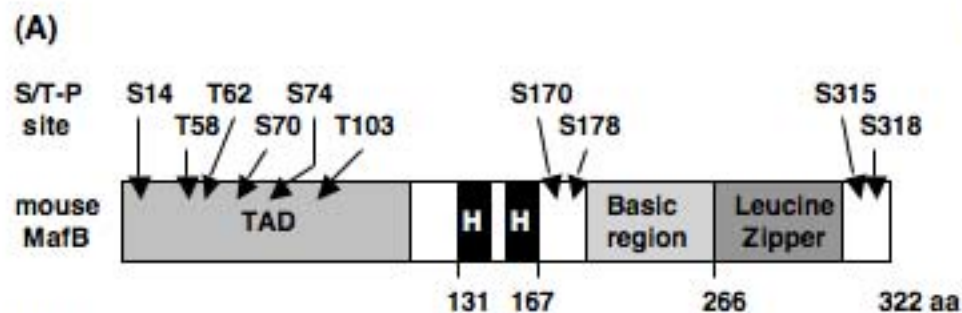 (A)
S/T-P S14 T62 S74 S170 S315
site T58 S70 T103 S178 S318
mouse TAD H H Basic Leucine
MafB region Zipper
131 167 266 322 aa